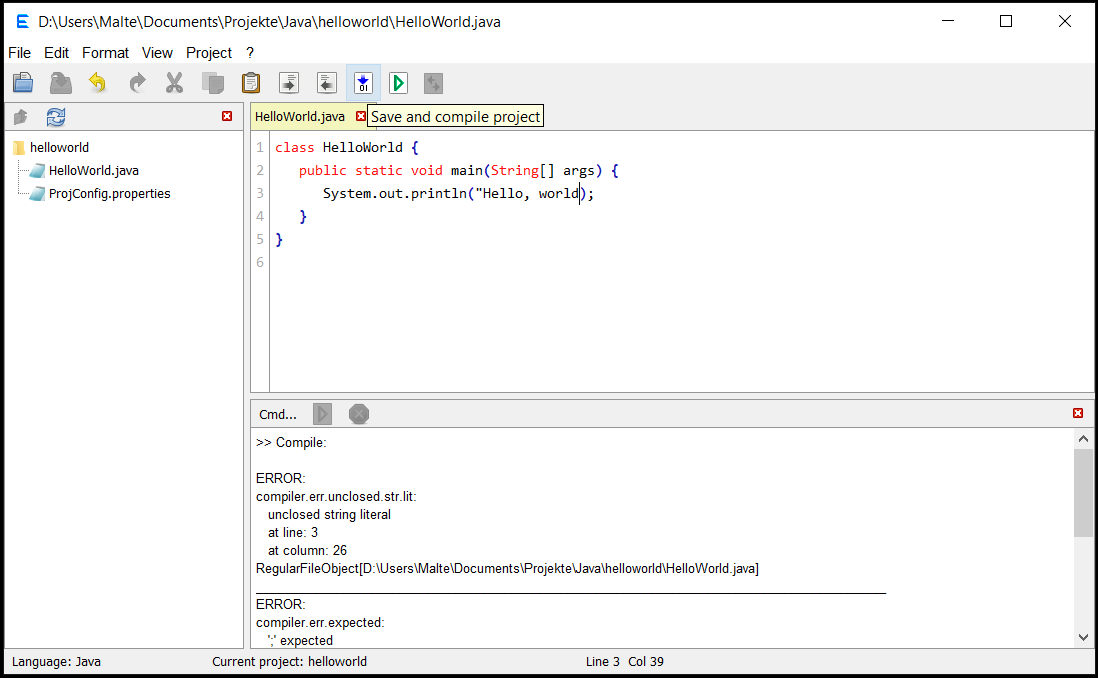 D:\Users\Malte\Documents\Projekte\Java\helloworld\HelloWorld.java
File Edit Format View Project ?
HelloWorld.java
Save and compile project
helloworld
HelloWorld.java
ProjConfig.properties
1 class HelloWorld {
2    public static void main(String[] args) {
3       System.out.println("Hello, world);
4    }
5 }
6
Cmd...
>> Compile:
ERROR:
compiler.err.unclosed.str.lit:
   unclosed string literal
   at line: 3
   at column: 26
RegularFileObject[D:\Users\Malte\Documents\Projekte\Java\helloworld\HelloWorld.java]
ERROR:
compiler.err.expected:
   ';' expected
Language: Java Current project: helloworld Line 3 Col 39